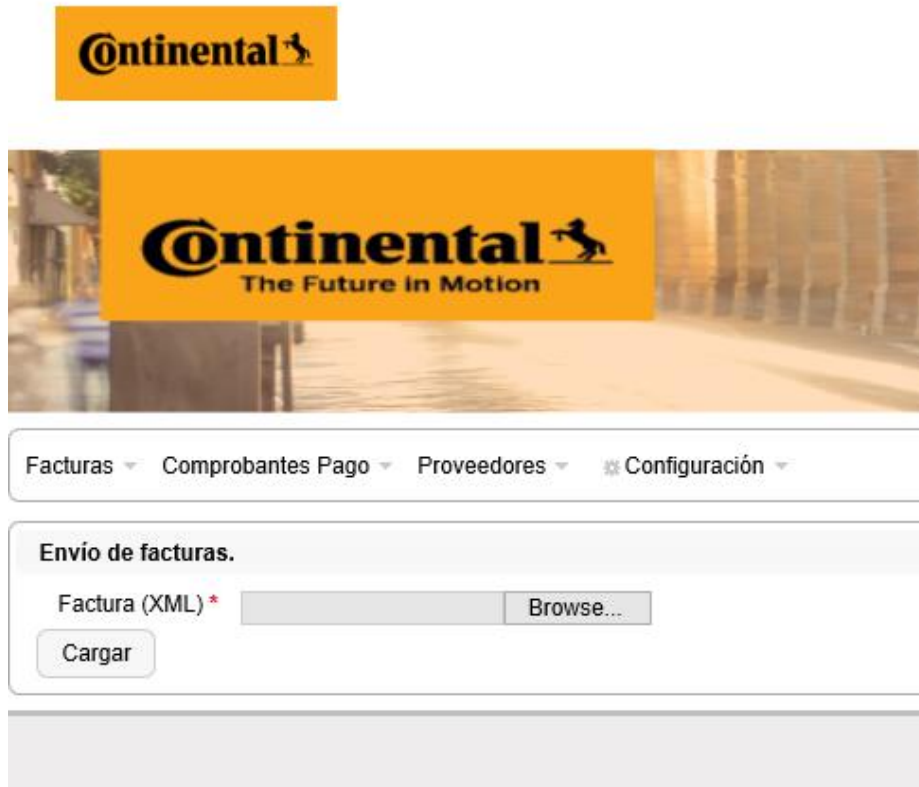 Continental
Continental
The Future in Motion
Facturas Comprobantes Pago Proveedores Configuración
Envío de facturas.
Factura (XML) * Browse...
Cargar